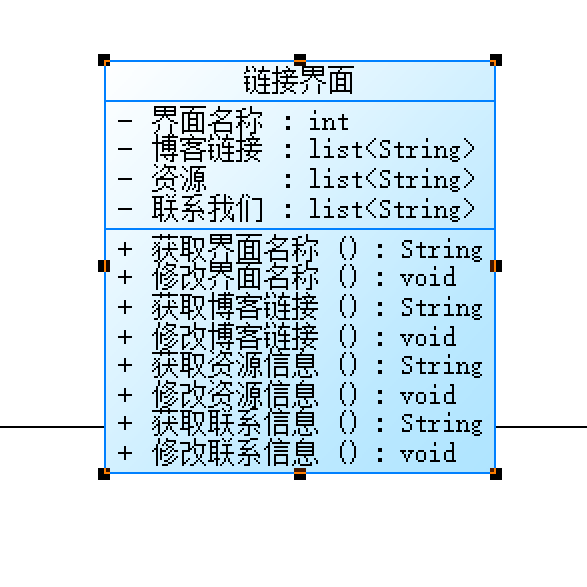 链接界面
- 界面名称 : int
- 博客链接 : list<String>
- 资源 : list<String>
- 联系我们 : list<String>
+ 获取界面名称 () : String
+ 修改界面名称 () : void
+ 获取博客链接 () : String
+ 修改博客链接 () : void
+ 获取资源信息 () : String
+ 修改资源信息 () : void
+ 获取联系信息 () : String
+ 修改联系信息 () : void